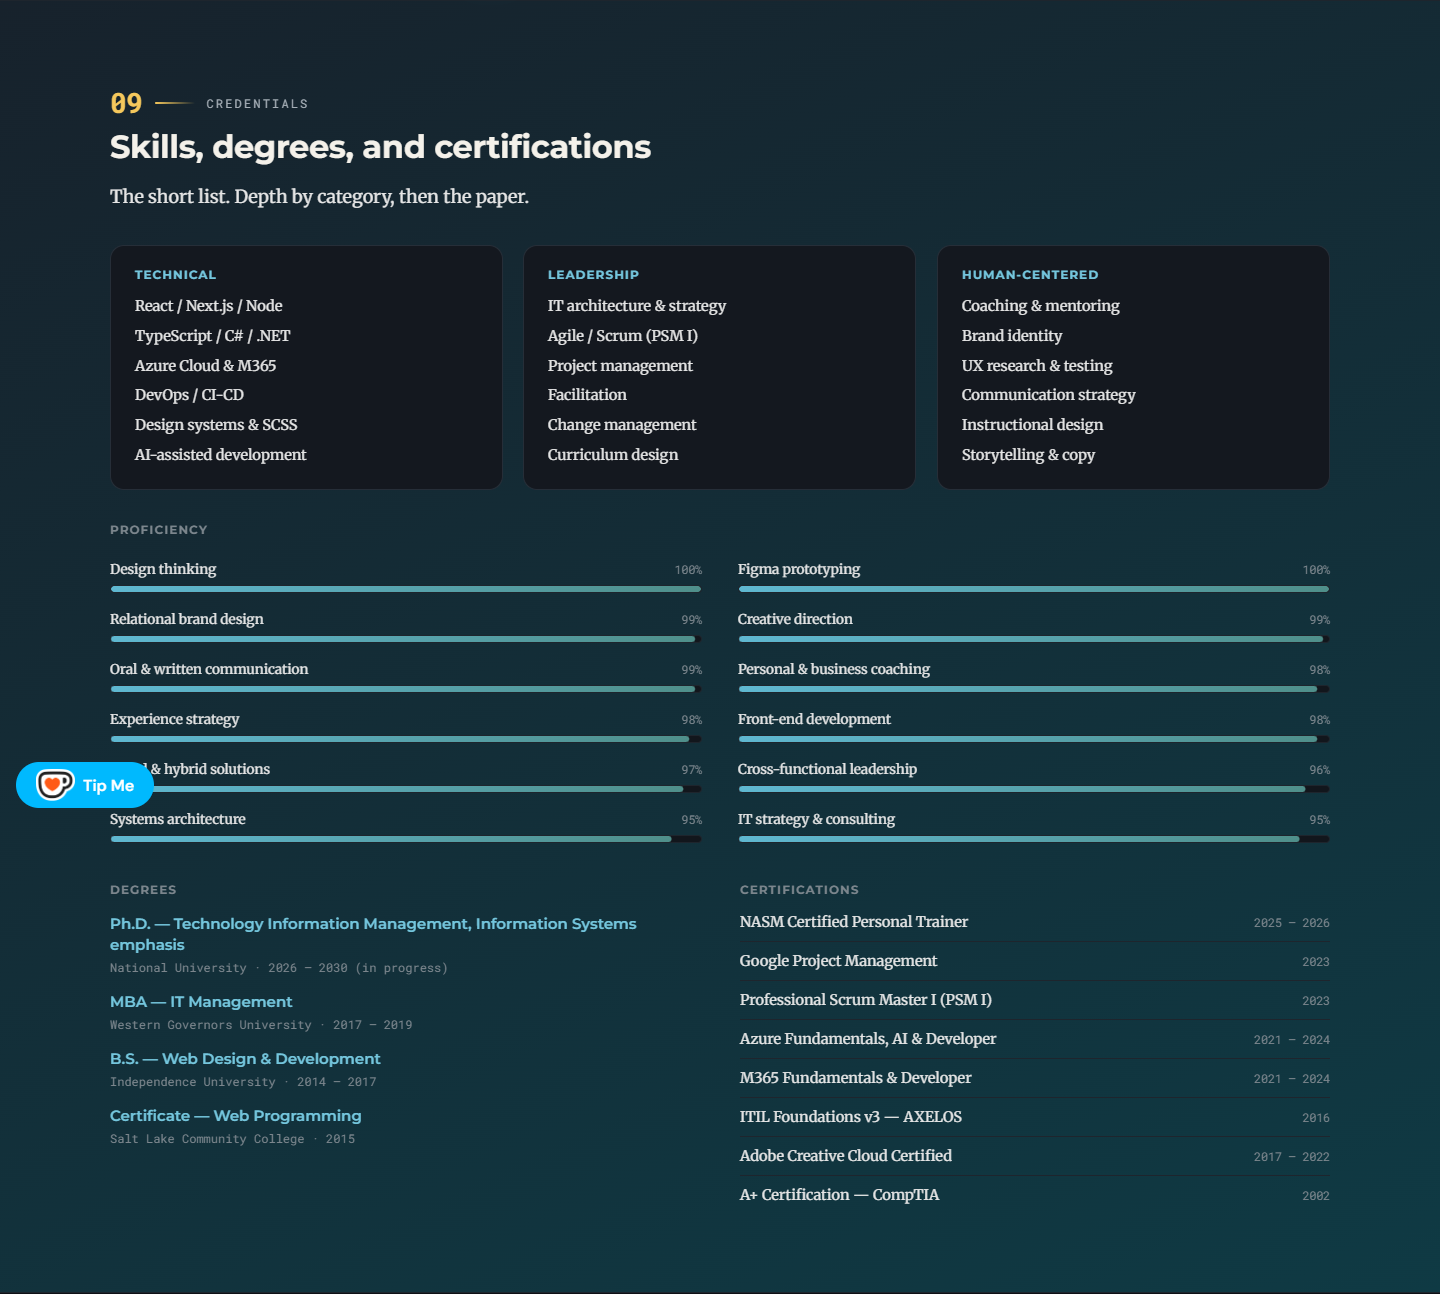 09 CREDENTIALS
Skills, degrees, and certifications
The short list. Depth by category, then the paper.
TECHNICAL
React / Next.js / Node
TypeScript / C# / .NET
Azure Cloud & M365
DevOps / CI-CD
Design systems & SCSS
AI-assisted development
LEADERSHIP
IT architecture & strategy
Agile / Scrum (PSM I)
Project management
Facilitation
Change management
Curriculum design
HUMAN-CENTERED
Coaching & mentoring
Brand identity
UX research & testing
Communication strategy
Instructional design
Storytelling & copy
PROFICIENCY
Design thinking 100%
Figma prototyping 100%
Relational brand design 99%
Creative direction 99%
Oral & written communication 99%
Personal & business coaching 98%
Experience strategy 98%
Front-end development 98%
& hybrid solutions 97%
Cross-functional leadership 96%
Tip Me
Systems architecture 95%
IT strategy & consulting 95%
DEGREES
Ph.D. — Technology Information Management, Information Systems
emphasis
National University · 2026 — 2030 (in progress)
MBA — IT Management
Western Governors University · 2017 — 2019
B.S. — Web Design & Development
Independence University · 2014 — 2017
Certificate — Web Programming
Salt Lake Community College · 2015
CERTIFICATIONS
NASM Certified Personal Trainer 2025 — 2026
Google Project Management 2023
Professional Scrum Master I (PSM I) 2023
Azure Fundamentals, AI & Developer 2021 — 2024
M365 Fundamentals & Developer 2021 — 2024
ITIL Foundations v3 — AXELOS 2016
Adobe Creative Cloud Certified 2017 — 2022
A+ Certification — CompTIA 2002